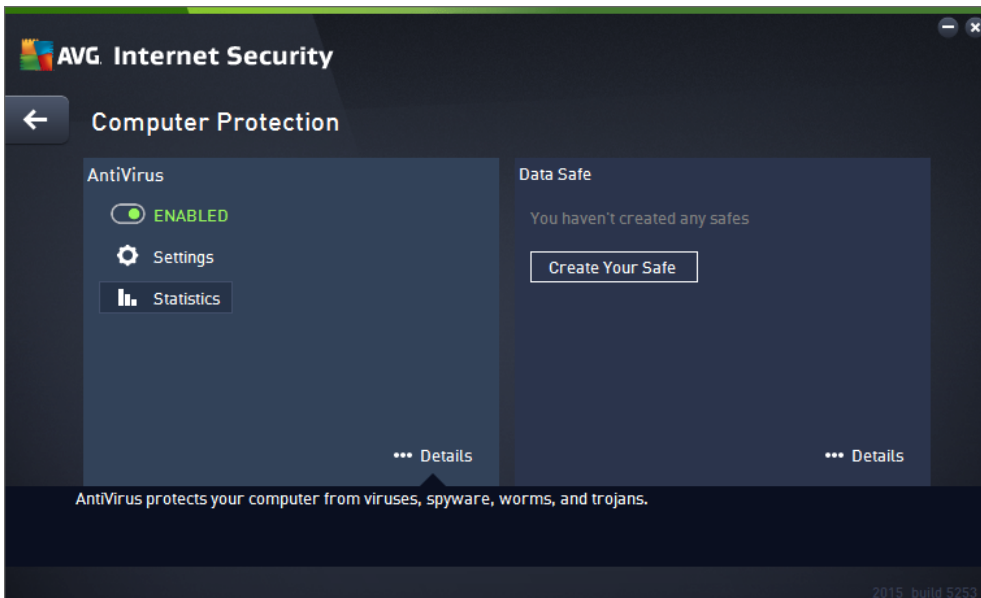 AVG. Internet Security
Computer Protection
AntiVirus
ENABLED
Settings
Statistics
Details
Data Safe
You haven't created any safes
Create Your Safe
Details
AntiVirus protects your computer from viruses, spyware, worms, and trojans.
2015 build 5253